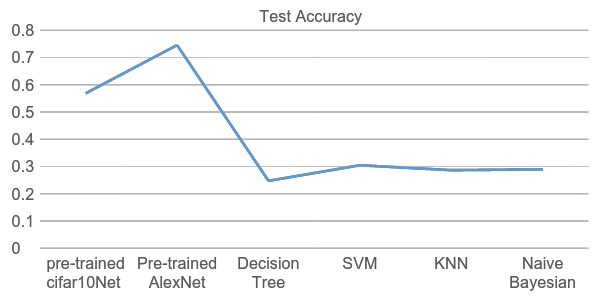 Test Accuracy
0.8
0.7
0.6
0.5
0.4
0.3
0.2
0.1
0
pre-trained cifar10Net
Pre-trained AlexNet
Decision Tree
SVM
KNN
Naive Bayesian